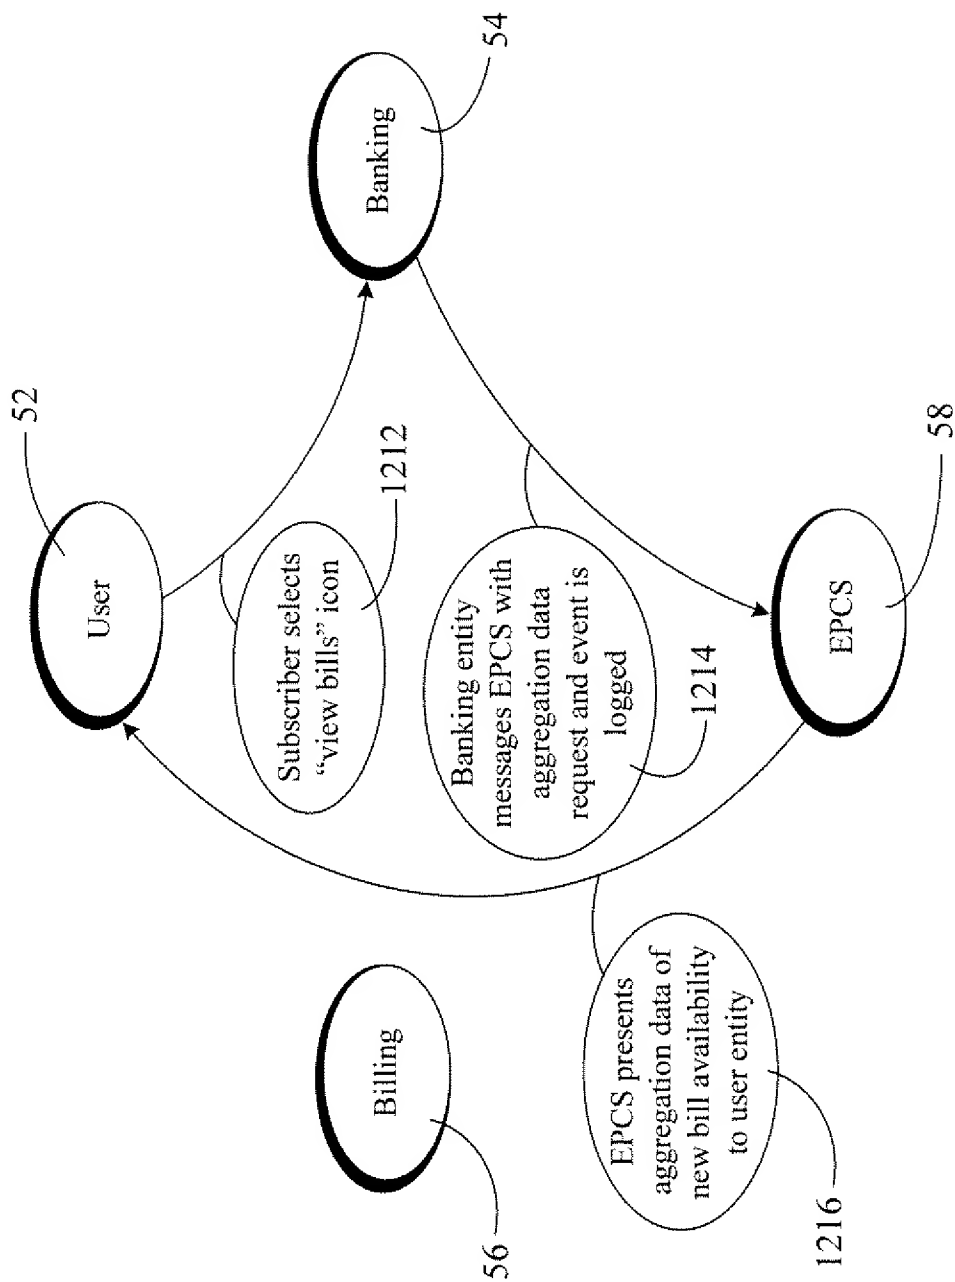 52
User
Banking
54
Subscriber selects
“view bills” icon
1212
Banking entity
messages EPCS with
aggregation data
request and event is
logged
1214
Billing
56
EPCS presents
aggregation data of
new bill availability
to user entity
1216
EPCS
58